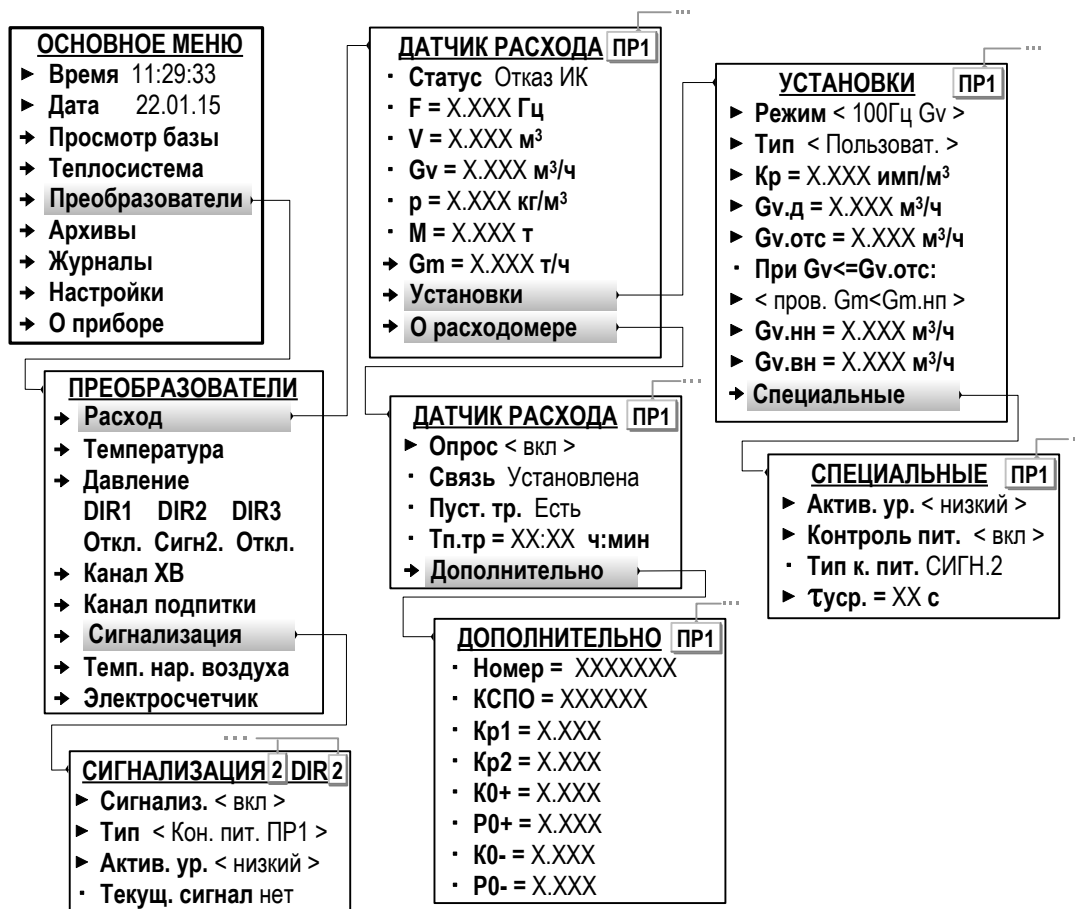 ОСНОВНОЕ МЕНЮ
► Время 11:29:33
► Дата 22.01.15
➔ Просмотр базы
➔ Теплосистема
➔ Преобразователи
➔ Архивы
➔ Журналы
➔ Настройки
➔ О приборе
ПРЕОБРАЗОВАТЕЛИ
➔ Расход
➔ Температура
➔ Давление
DIR1 DIR2 DIR3
Откл. Сигн2. Откл.
➔ Канал ХВ
➔ Канал подпитки
➔ Сигнализация
➔ Темп. нар. воздуха
➔ Электросчетчик
СИГНАЛИЗАЦИЯ 2 DIR 2
► Сигнализ. < вкл >
► Тип < Кон. пит. ПР1 >
► Актив. ур. < низкий >
· Текущ. сигнал нет
ДАТЧИК РАСХОДА ПР1
· Статус Отказ ИК
· F = X.XXX Гц
· V = X.XXX м³
· Gv = X.XXX м³/ч
· р = X.XXX кг/м³
· М = X.XXX т
➔ Gm = X.XXX т/ч
➔ Установки
➔ О расходомере
ДАТЧИК РАСХОДА ПР1
► Опрос < вкл >
· Связь Установлена
· Пуст. тр. Есть
· Тп.тр = XX:XX ч:мин
➔ Дополнительно
ДОПОЛНИТЕЛЬНО ПР1
· Номер = XXXXXXX
· КСПО = XXXXXX
· Кр1 = X.XXX
· Кр2 = X.XXX
· К0+ = X.XXX
· Р0+ = X.XXX
· К0- = X.XXX
· Р0- = X.XXX
УСТАНОВКИ ПР1
► Режим < 100Гц Gv >
► Тип < Пользоват. >
► Кр = X.XXX имп/м³
► Gv.д = X.XXX м³/ч
► Gv.отс = X.XXX м³/ч
· При Gv<=Gv.отс:
► < пров. Gm<Gm.нп >
► Gv.нн = X.XXX м³/ч
► Gv.вн = X.XXX м³/ч
➔ Специальные
СПЕЦИАЛЬНЫЕ ПР1
► Актив. ур. < низкий >
► Контроль пит. < вкл >
· Тип к. пит. СИГН.2
► τуср. = XX с